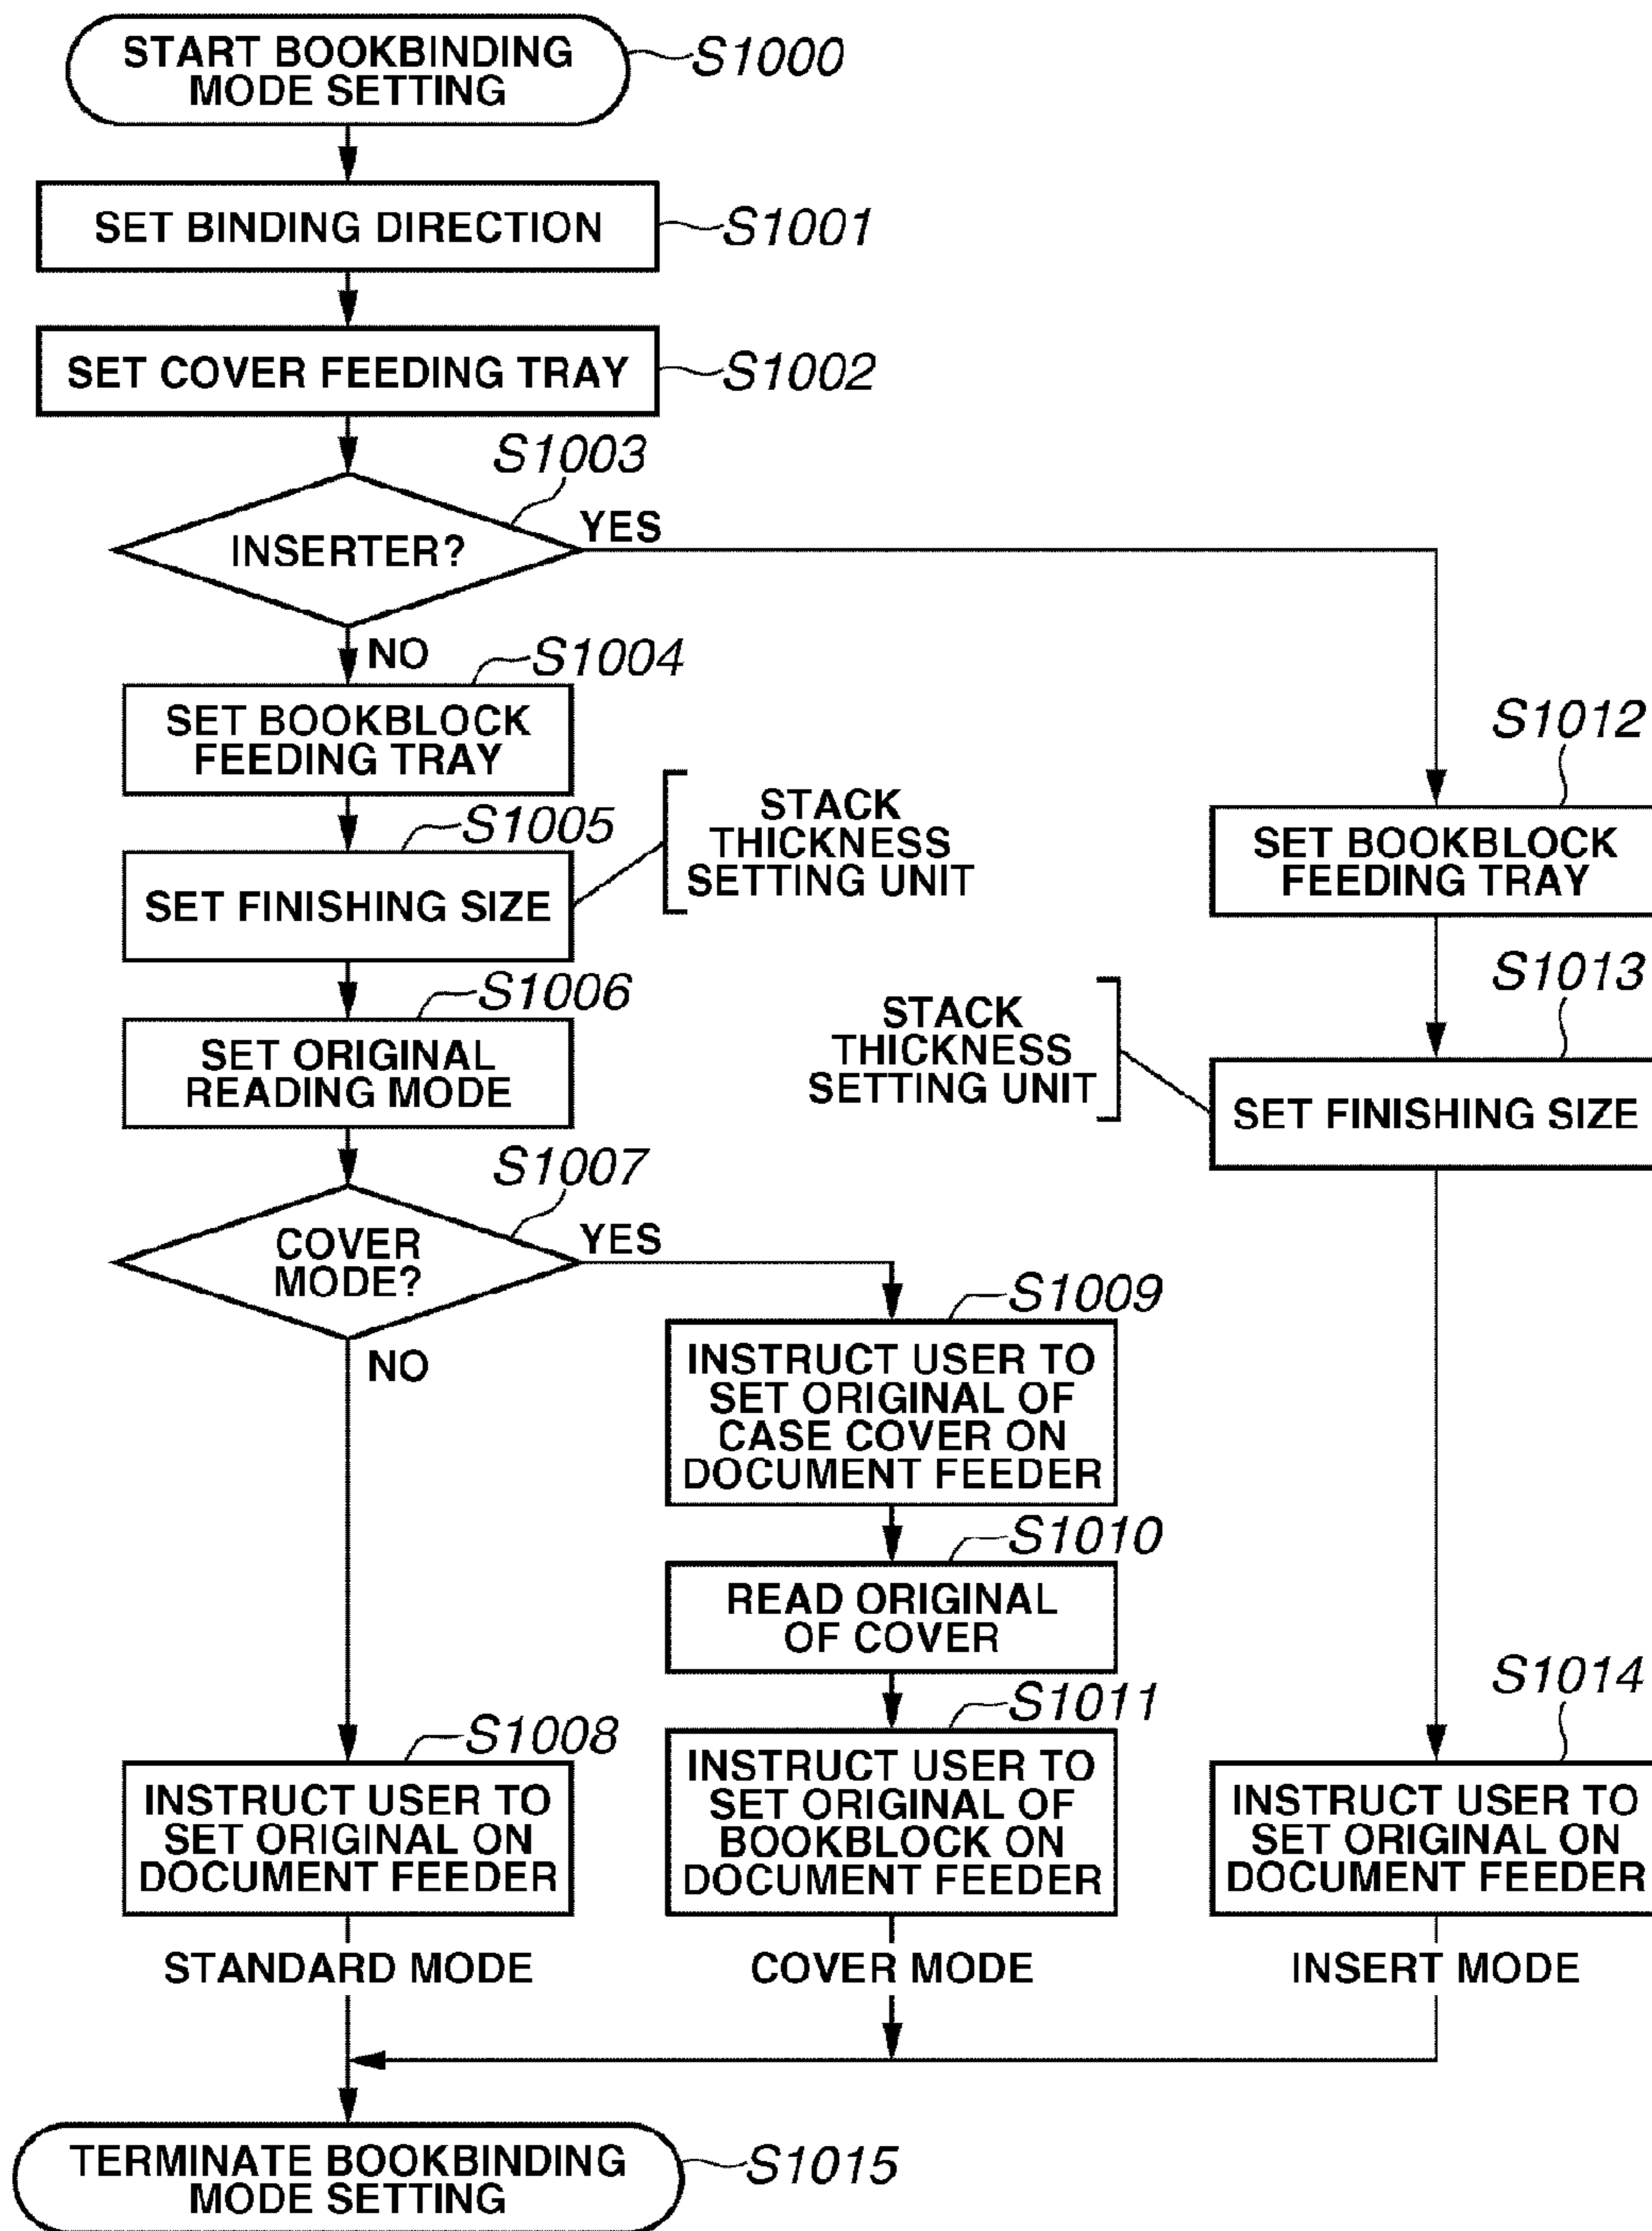 START BOOKBINDING
MODE SETTING
S1000
SET BINDING DIRECTION
S1001
SET COVER FEEDING TRAY
S1002
S1003
INSERTER?
YES
NO
S1004
SET BOOKBLOCK
FEEDING TRAY
S1005
SET FINISHING SIZE
STACK
THICKNESS
SETTING UNIT
S1006
SET ORIGINAL
READING MODE
S1007
COVER
MODE?
YES
NO
S1008
INSTRUCT USER TO
SET ORIGINAL ON
DOCUMENT FEEDER
STANDARD MODE
S1009
INSTRUCT USER TO
SET ORIGINAL OF
CASE COVER ON
DOCUMENT FEEDER
S1010
READ ORIGINAL
OF COVER
S1011
INSTRUCT USER TO
SET ORIGINAL OF
BOOKBLOCK ON
DOCUMENT FEEDER
COVER MODE
S1012
SET BOOKBLOCK
FEEDING TRAY
S1013
STACK
THICKNESS
SETTING UNIT
SET FINISHING SIZE
S1014
INSTRUCT USER TO
SET ORIGINAL ON
DOCUMENT FEEDER
INSERT MODE
TERMINATE BOOKBINDING
MODE SETTING
S1015